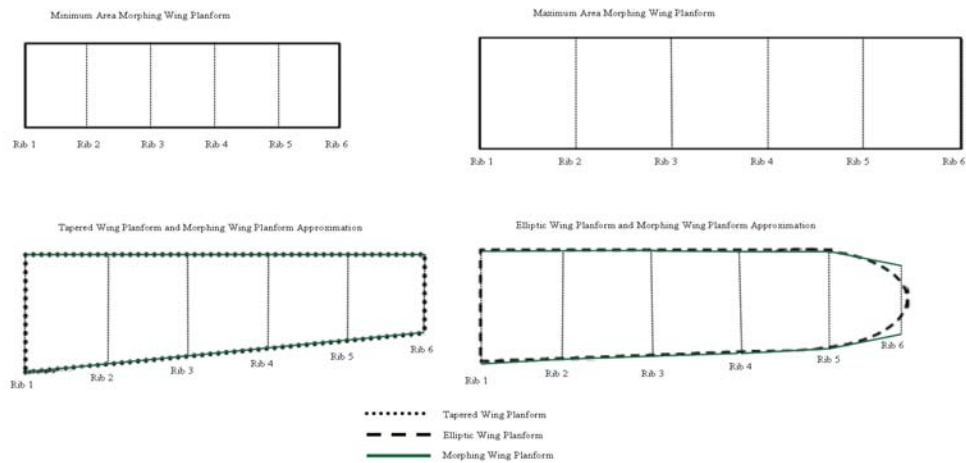 Minimum Area Morphing Wing Planform
Maximum Area Morphing Wing Planform
Rib 1 Rib 2 Rib 3 Rib 4 Rib 5 Rib 6
Rib 1 Rib 2 Rib 3 Rib 4 Rib 5 Rib 6
Tapered Wing Planform and Morphing Wing Planform Approximation
Elliptic Wing Planform and Morphing Wing Planform Approximation
Rib 1 Rib 2 Rib 3 Rib 4 Rib 5 Rib 6
Rib 1 Rib 2 Rib 3 Rib 4 Rib 5 Rib 6
Tapered Wing Planform
Elliptic Wing Planform
Morphing Wing Planform